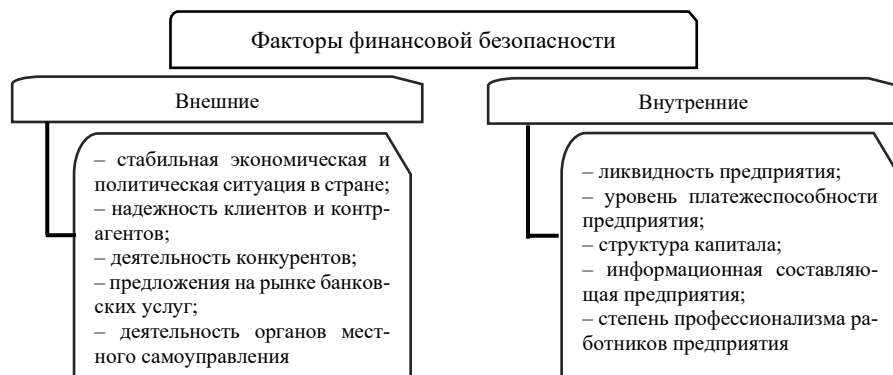 Факторы финансовой безопасности
Внешние
– стабильная экономическая и
политическая ситуация в стране;
– надежность клиентов и контр-
агентов;
– деятельность конкурентов;
– предложения на рынке банков-
ских услуг;
– деятельность органов мест-
ного самоуправления
Внутренние
– ликвидность предприятия;
– уровень платежеспособности
предприятия;
– структура капитала;
– информационная составляю-
щая предприятия;
– степень профессионализма ра-
ботников предприятия